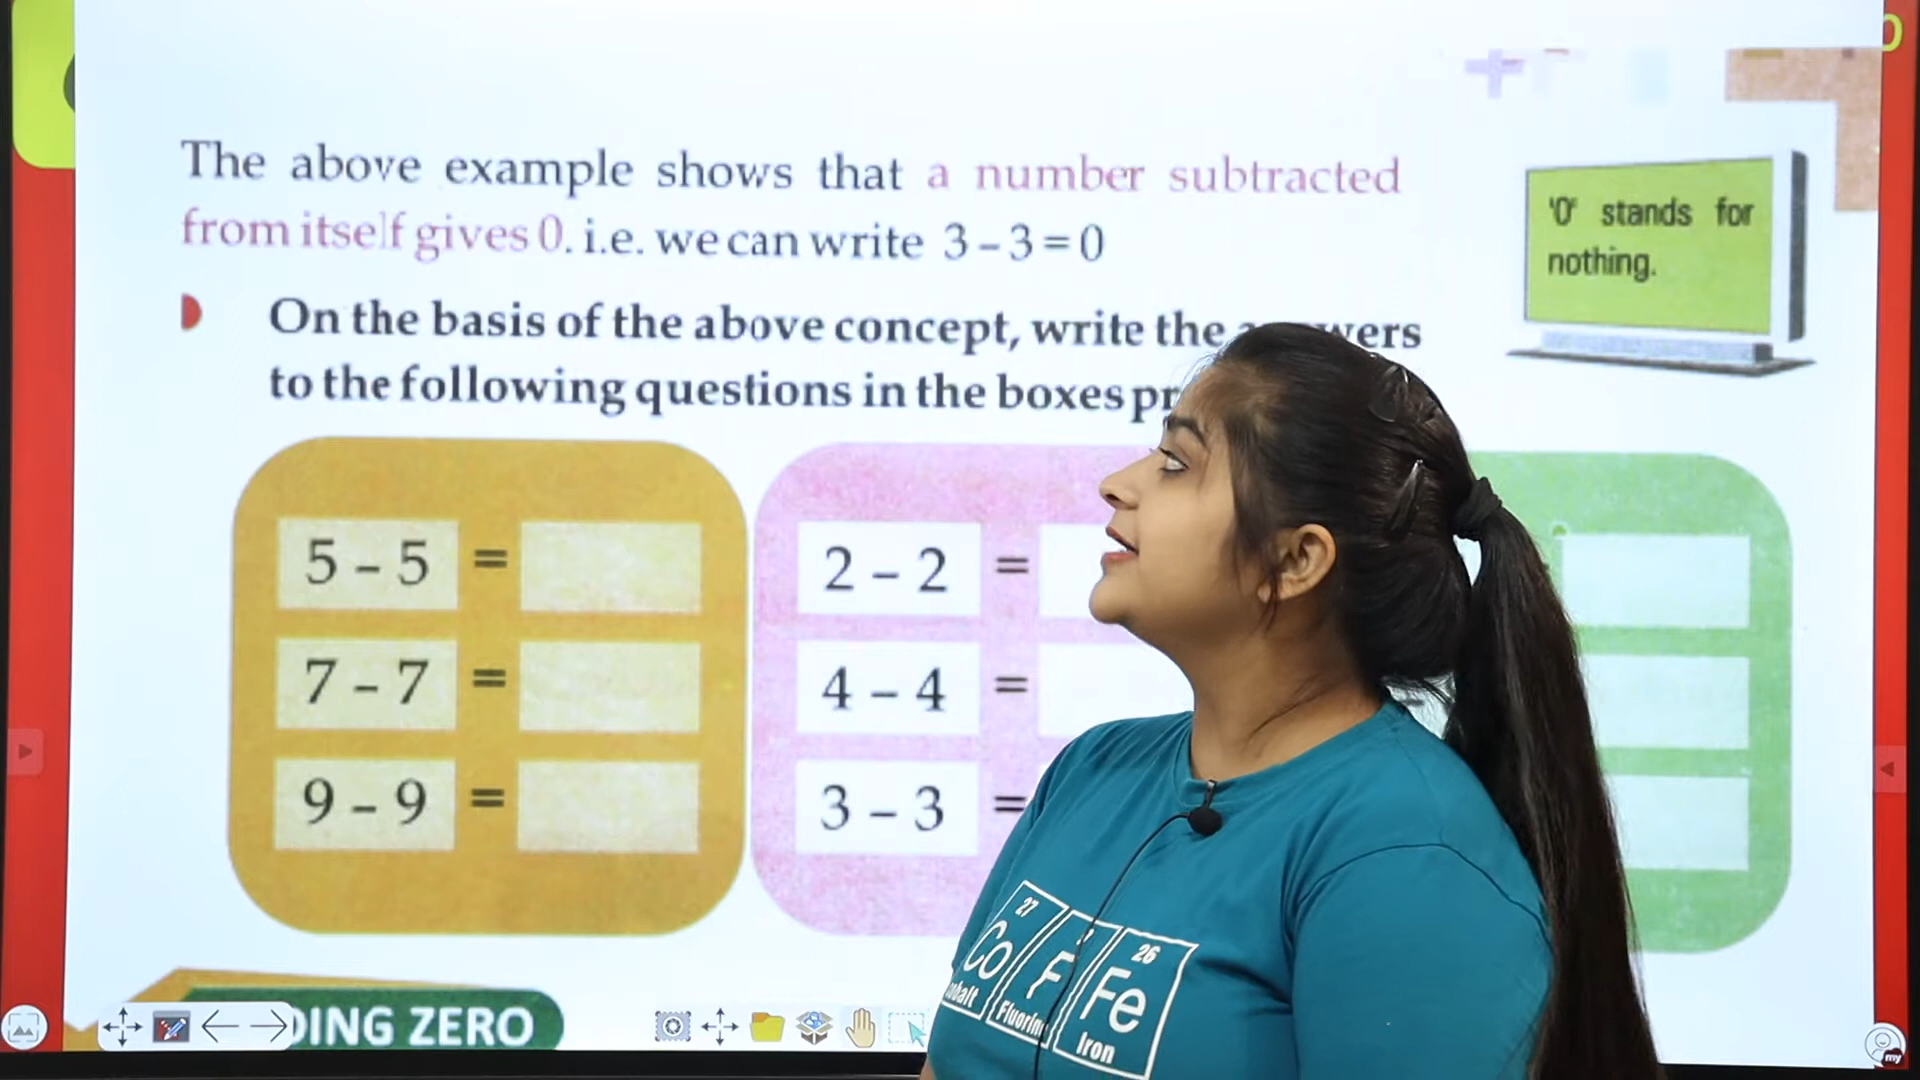 The above example shows that a number subtracted
from itself gives 0. i.e. we can write 3 – 3 = 0
'0' stands for
nothing.
On the basis of the above concept, write the
to the following questions in the boxes
5 – 5 =
7 – 7 =
9 – 9 =
2 – 2 =
4 – 4 =
3 – 3 =
27
Co
F
Fluorin
26
Fe
Iron
DING ZERO
my